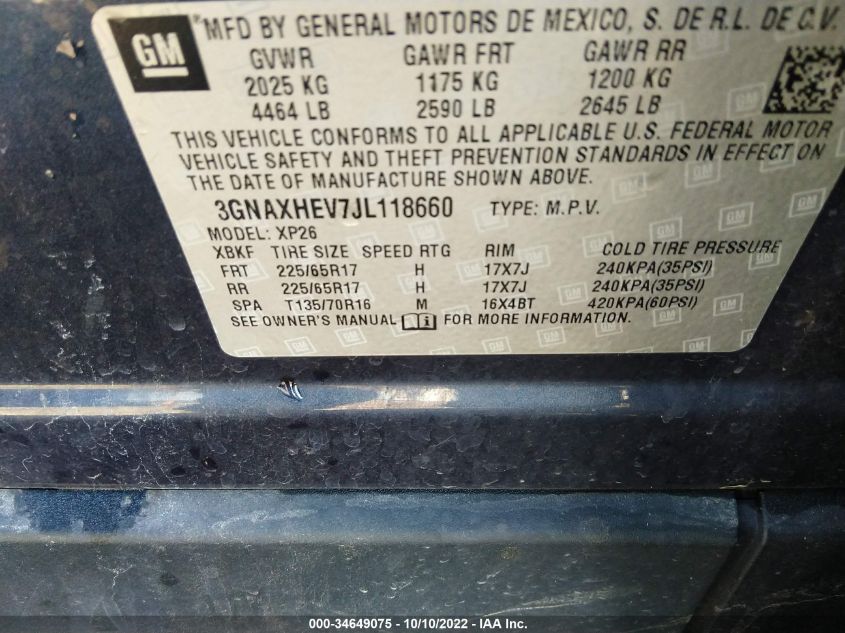 GM ® MFD BY GENERAL MOTORS DE MEXICO, S. DE R.L. DE C.V.
GVWR GAWR FRT GAWR RR
2025 KG 1175 KG 1200 KG
4464 LB 2590 LB 2645 LB
THIS VEHICLE CONFORMS TO ALL APPLICABLE U.S. FEDERAL MOTOR
VEHICLE SAFETY AND THEFT PREVENTION STANDARDS IN EFFECT ON
THE DATE OF MANUFACTURE SHOWN ABOVE.
3GNAXHEV7JL118660 TYPE: M.P.V.
MODEL: XP26
XBKF TIRE SIZE SPEED RTG RIM COLD TIRE PRESSURE
FRT 225/65R17 H 17X7J 240KPA(35PSI)
RR 225/65R17 H 17X7J 240KPA(35PSI)
SPA T135/70R16 M 16X4BT 420KPA(60PSI)
SEE OWNER'S MANUAL FOR MORE INFORMATION.
000-34649075 - 10/10/2022 - IAA Inc.